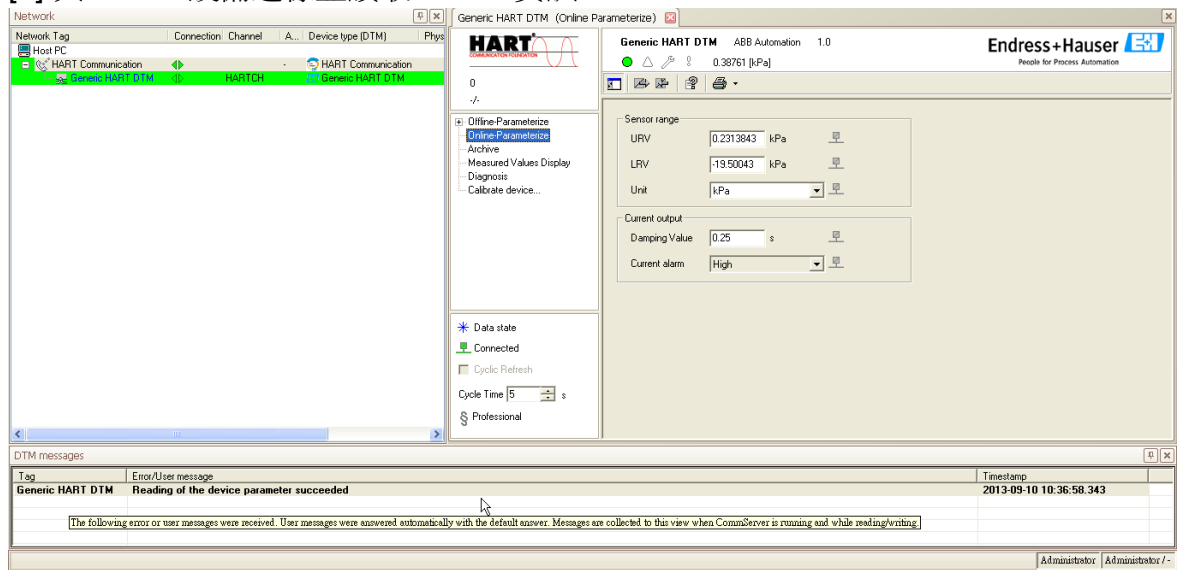 Network
Network Tag Connection Channel A... Device type (DTM) Phys
Host PC
HART Communication - HART Communication
Generic HART DTM HARTCH Generic HART DTM
Generic HART DTM (Online Parameterize)
HART
COMMUNICATION FOUNDATION
0
-/-
Generic HART DTM ABB Automation 1.0
0.38761 [kPa]
Endress+Hauser
EH
People for Process Automation
Offline-Parameterize
Online-Parameterize
Archive
Measured Values Display
Diagnosis
Calibrate device...
Sensor range
URV 0.2313843 kPa
LRV -19.50043 kPa
Unit kPa
Current output
Damping Value 0.25 s
Current alarm High
Data state
Connected
Cyclic Refresh
Cycle Time 5 s
§ Professional
DTM messages
Tag Error/User message Timestamp
Generic HART DTM Reading of the device parameter succeeded 2013-09-10 10:36:58.343
The following error or user messages were received. User messages were answered automatically with the default answer. Messages are collected to this view when CommServer is running and while reading/writing.
Administrator Administrator / -